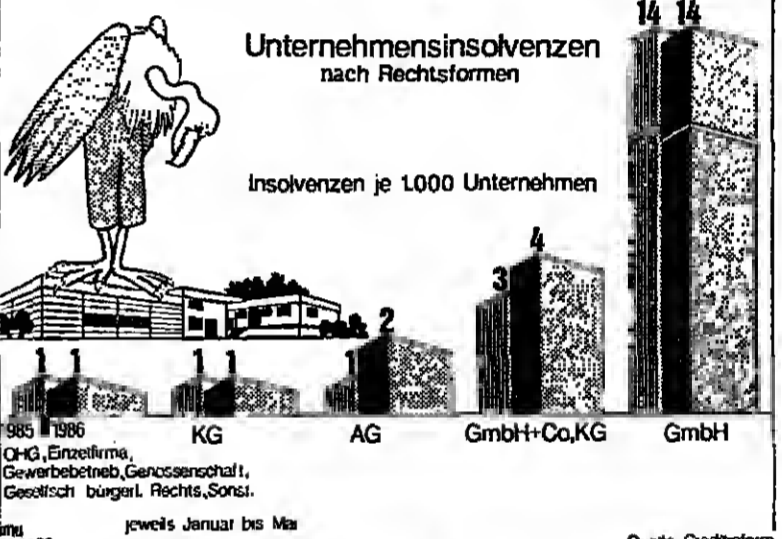 Unternehmensinsolvenzen
nach Rechtsformen
Insolvenzen je 1.000 Unternehmen
1 1
1 1
1 2
3 4
14 14
985 1986
OHG, Einzelfirma,
Gewerbebetrieb, Genossenschaft,
Gesellsch bürgerl. Rechts, Sonst.
KG
AG
GmbH+Co,KG
GmbH
jeweils Januar bis Mai